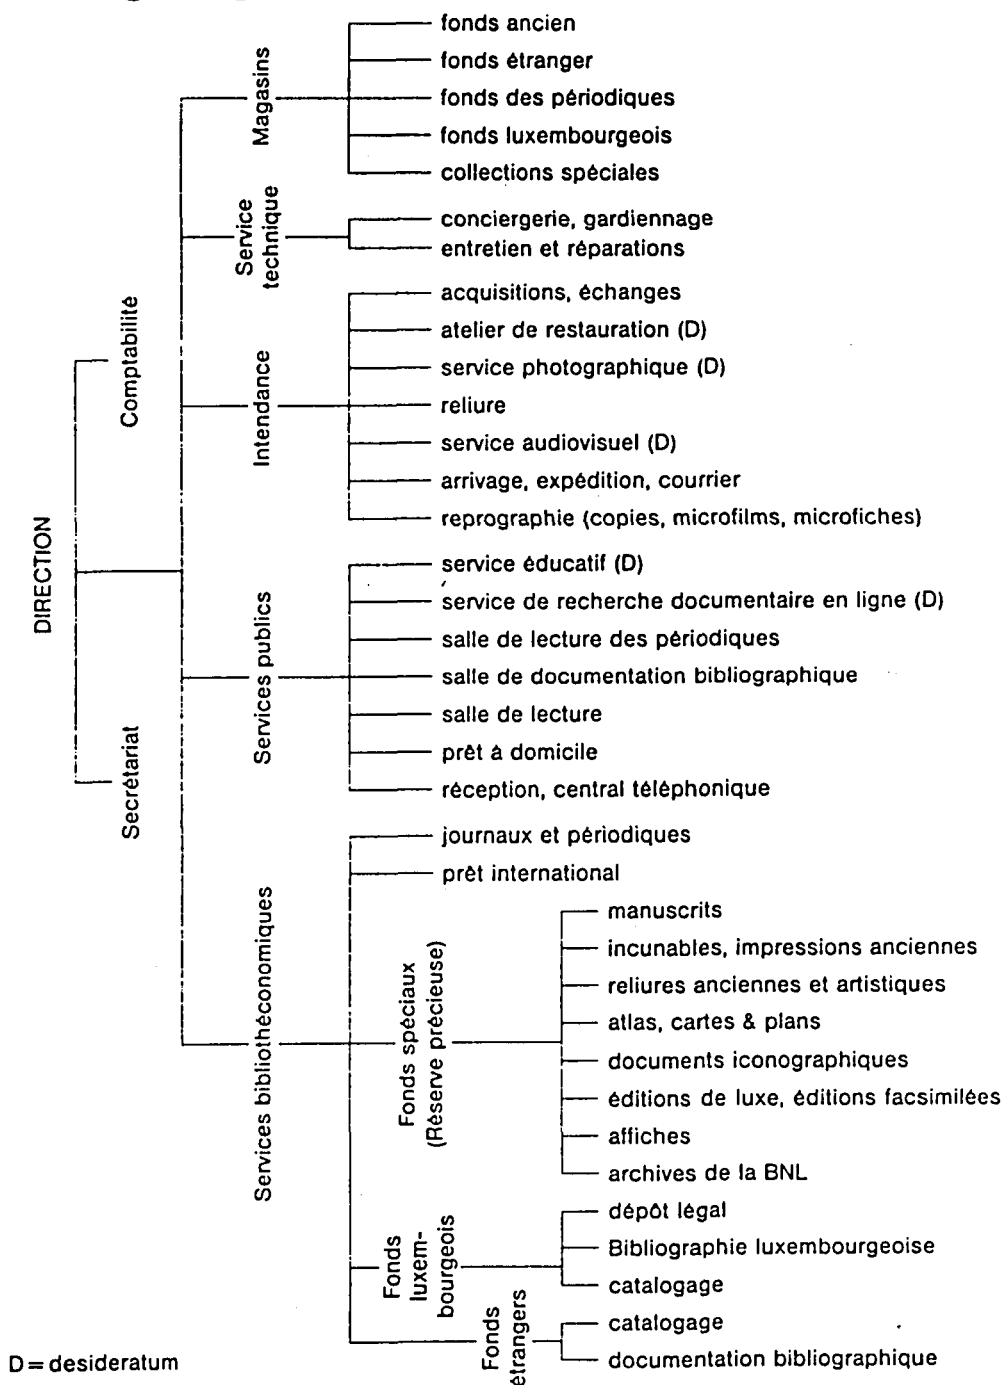 DIRECTION
Comptabilité
Secrétariat
Magasins
fonds ancien
fonds étranger
fonds des périodiques
fonds luxembourgeois
collections spéciales
Service
technique
conciergerie, gardiennage
entretien et réparations
Intendance
acquisitions, échanges
atelier de restauration (D)
service photographique (D)
reliure
service audiovisuel (D)
arrivage, expédition, courrier
reprographie (copies, microfilms, microfiches)
Services publics
service éducatif (D)
service de recherche documentaire en ligne (D)
salle de lecture des périodiques
salle de documentation bibliographique
salle de lecture
prêt à domicile
réception, central téléphonique
Services bibliothéconomiques
journaux et périodiques
prêt international
Fonds spéciaux
(Réserve précieuse)
manuscrits
incunables, impressions anciennes
reliures anciennes et artistiques
atlas, cartes & plans
documents iconographiques
éditions de luxe, éditions facsimilées
affiches
archives de la BNL
Fonds
luxem-
bourgeois
dépôt légal
Bibliographie luxembourgeoise
catalogage
Fonds
étrangers
catalogage
documentation bibliographique
D = desideratum